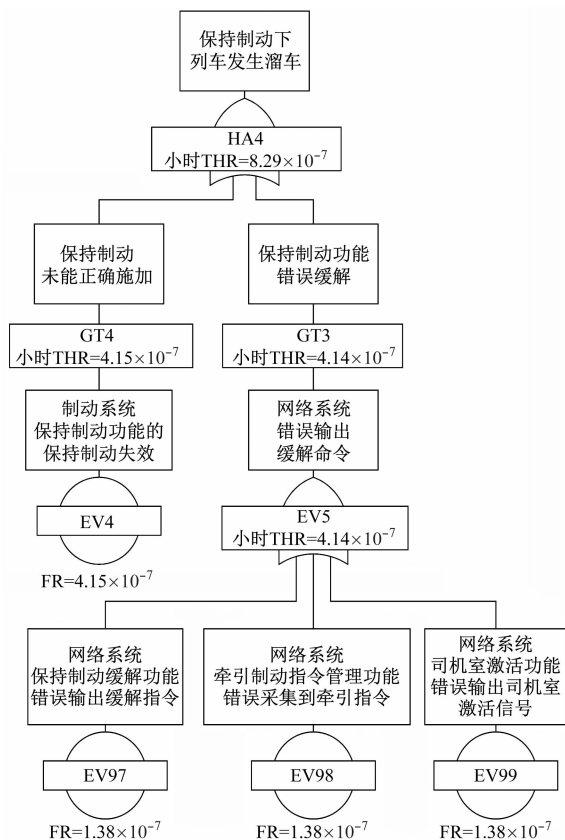 保持制动下
列车发生溜车
HA4
小时THR=8.29×10⁻⁷
保持制动
未能正确施加
保持制动功能
错误缓解
GT4
小时THR=4.15×10⁻⁷
GT3
小时THR=4.14×10⁻⁷
制动系统
保持制动功能的
保持制动失效
网络系统
错误输出
缓解命令
EV4
FR=4.15×10⁻⁷
EV5
小时THR=4.14×10⁻⁷
网络系统
保持制动缓解功能
错误输出缓解指令
网络系统
牵引制动指令管理功能
错误采集到牵引指令
网络系统
司机室激活功能
错误输出司机室
激活信号
EV97
EV98
EV99
FR=1.38×10⁻⁷
FR=1.38×10⁻⁷
FR=1.38×10⁻⁷